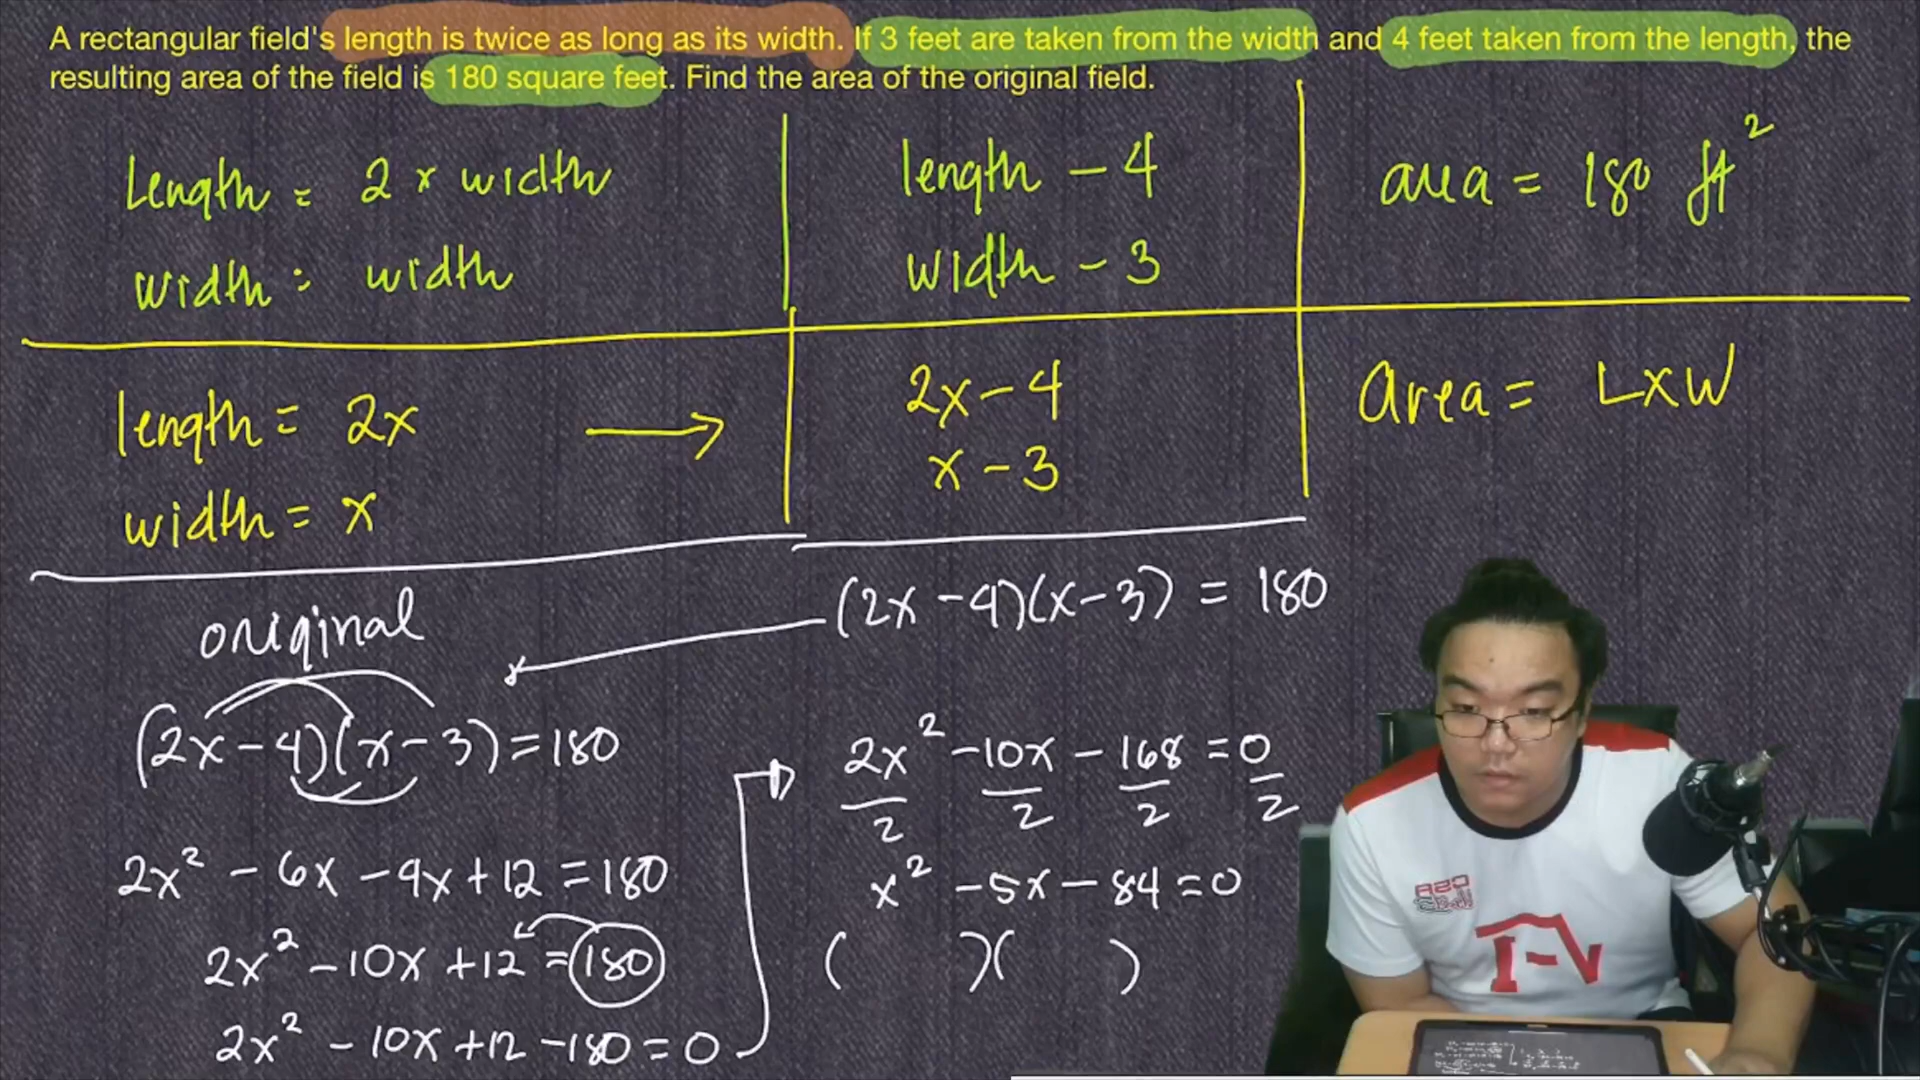 A rectangular field's length is twice as long as its width. If 3 feet are taken from the width and 4 feet taken from the length, the
resulting area of the field is 180 square feet. Find the area of the original field.
Length = 2 x width
width = width
length - 4
width - 3
area = 180 ft²
length = 2x
width = x
2x - 4
x - 3
Area = L x W
original
(2x - 4)(x - 3) = 180
2x² - 6x - 4x + 12 = 180
2x² - 10x + 12 = 180
2x² - 10x + 12 - 180 = 0
(2x - 4)(x - 3) = 180
2x² - 10x - 168 = 0
2 2 2 2
x² - 5x - 84 = 0
( )( )